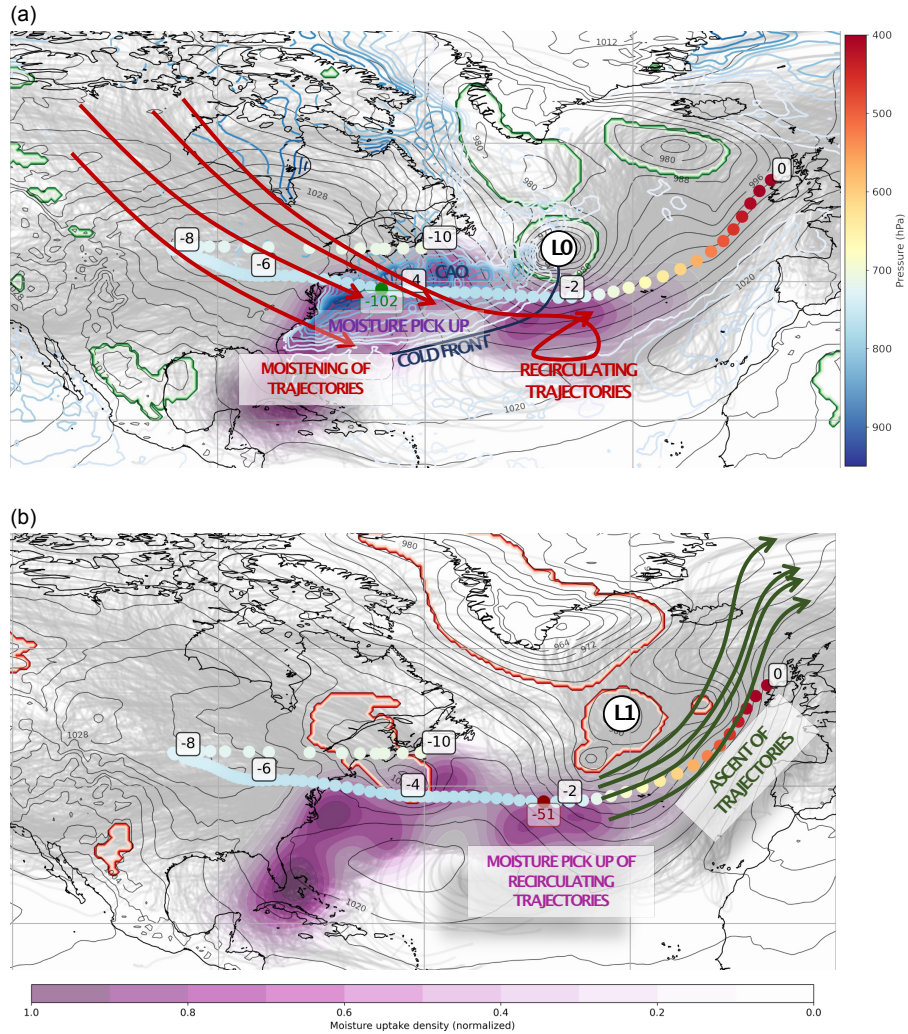 (a)
1012
980
980
988
996
1028
1020
1020
0
-8
-6
-10
-4
-2
L0
CAO
-102
MOISTURE PICK UP
COLD FRONT
MOISTENING OF
TRAJECTORIES
RECIRCULATING
TRAJECTORIES
400
500
600
700
800
900
Pressure (hPa)
(b)
980
964
972
1028
1020
0
-8
-6
-10
-4
-2
L1
-51
ASCENT OF
TRAJECTORIES
MOISTURE PICK UP OF
RECIRCULATING
TRAJECTORIES
1.0
0.8
0.6
0.4
0.2
0.0
Moisture uptake density (normalized)